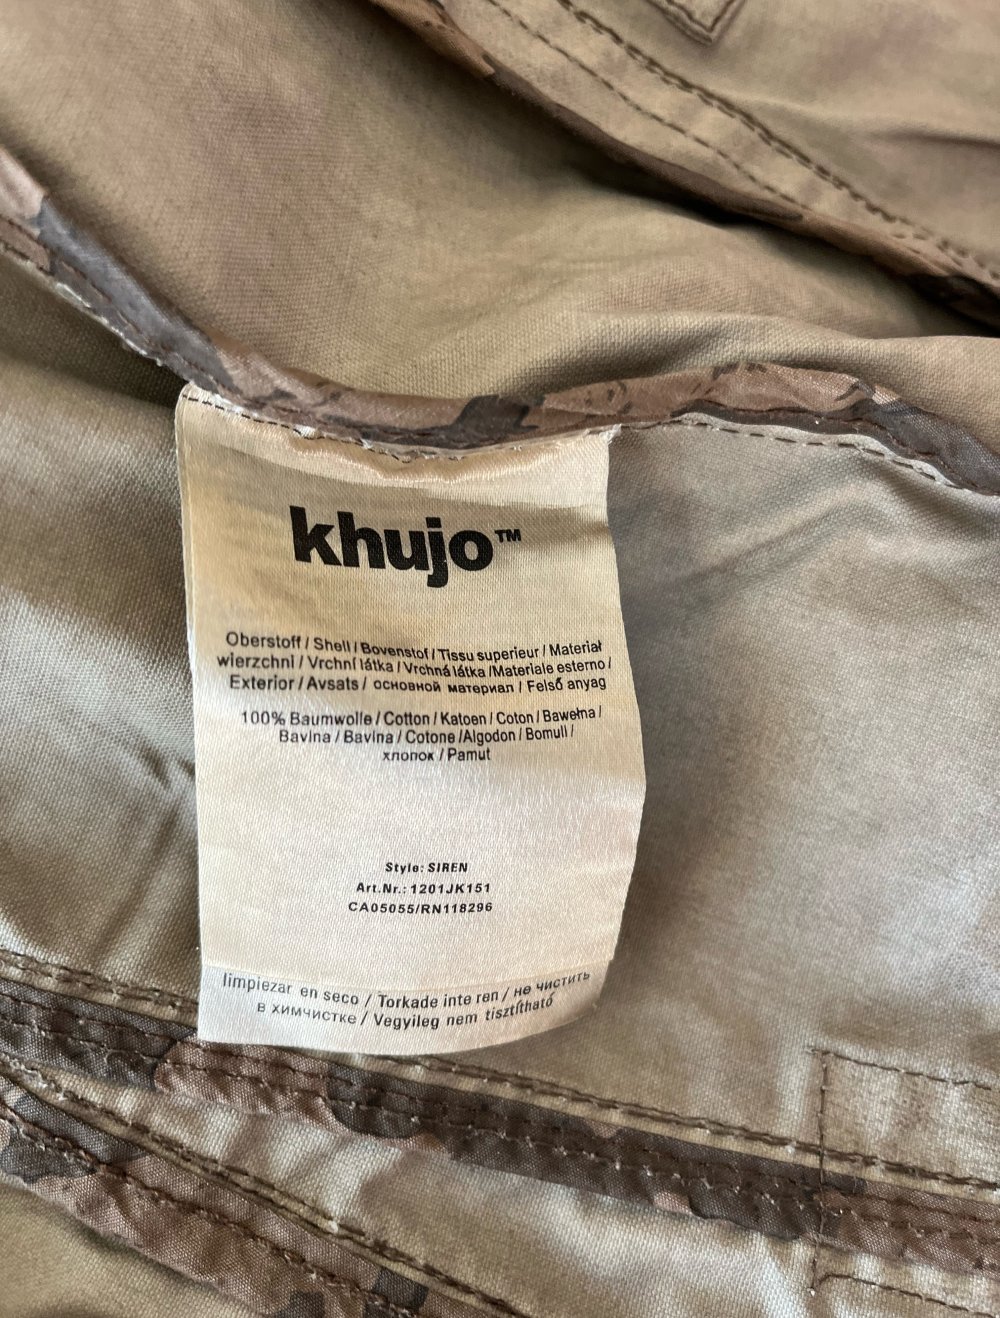 khujo™
Oberstoff / Shell / Bovenstof / Tissu superieur / Materiał
wierzchni / Vrchní látka / Vrchná látka /Materiale esterno /
Exterior / Avsats / основной материал / Felső anyag
100% Baumwolle / Cotton / Katoen / Coton / Bawełna /
Bavlna / Bavlna / Cotone /Algodon / Bomull /
хлопок / Pamut
Style: SIREN
Art.Nr.: 1201JK151
CA05055/RN118296
limpiezar en seco / Torkade inte ren / не чистить
в химчистке / Vegyileg nem tisztítható